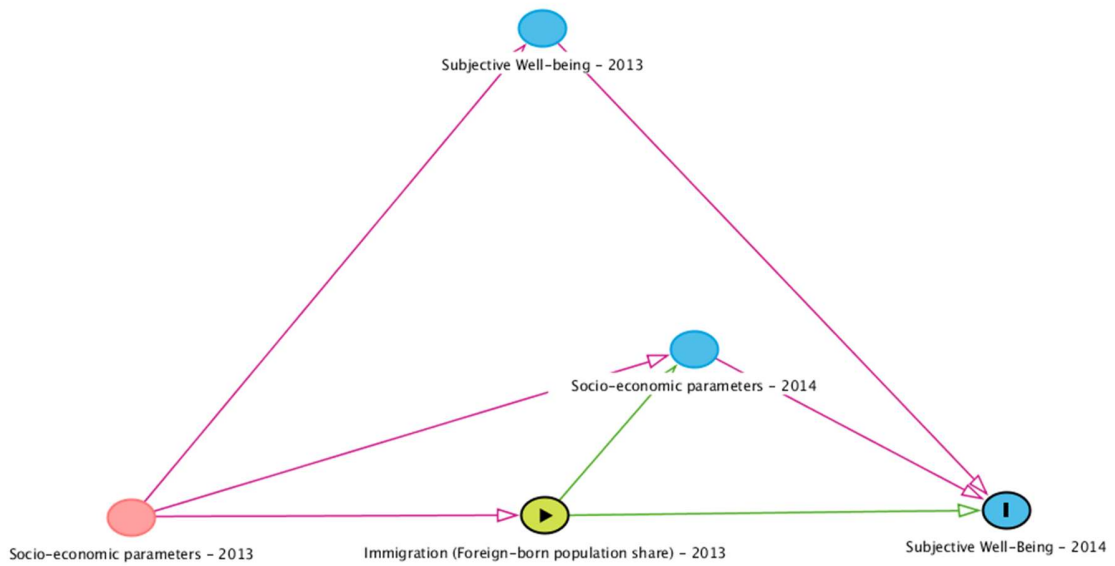 Subjective Well-being - 2013
Socio-economic parameters - 2014
Socio-economic parameters - 2013
Immigration (Foreign-born population share) - 2013
Subjective Well-Being - 2014